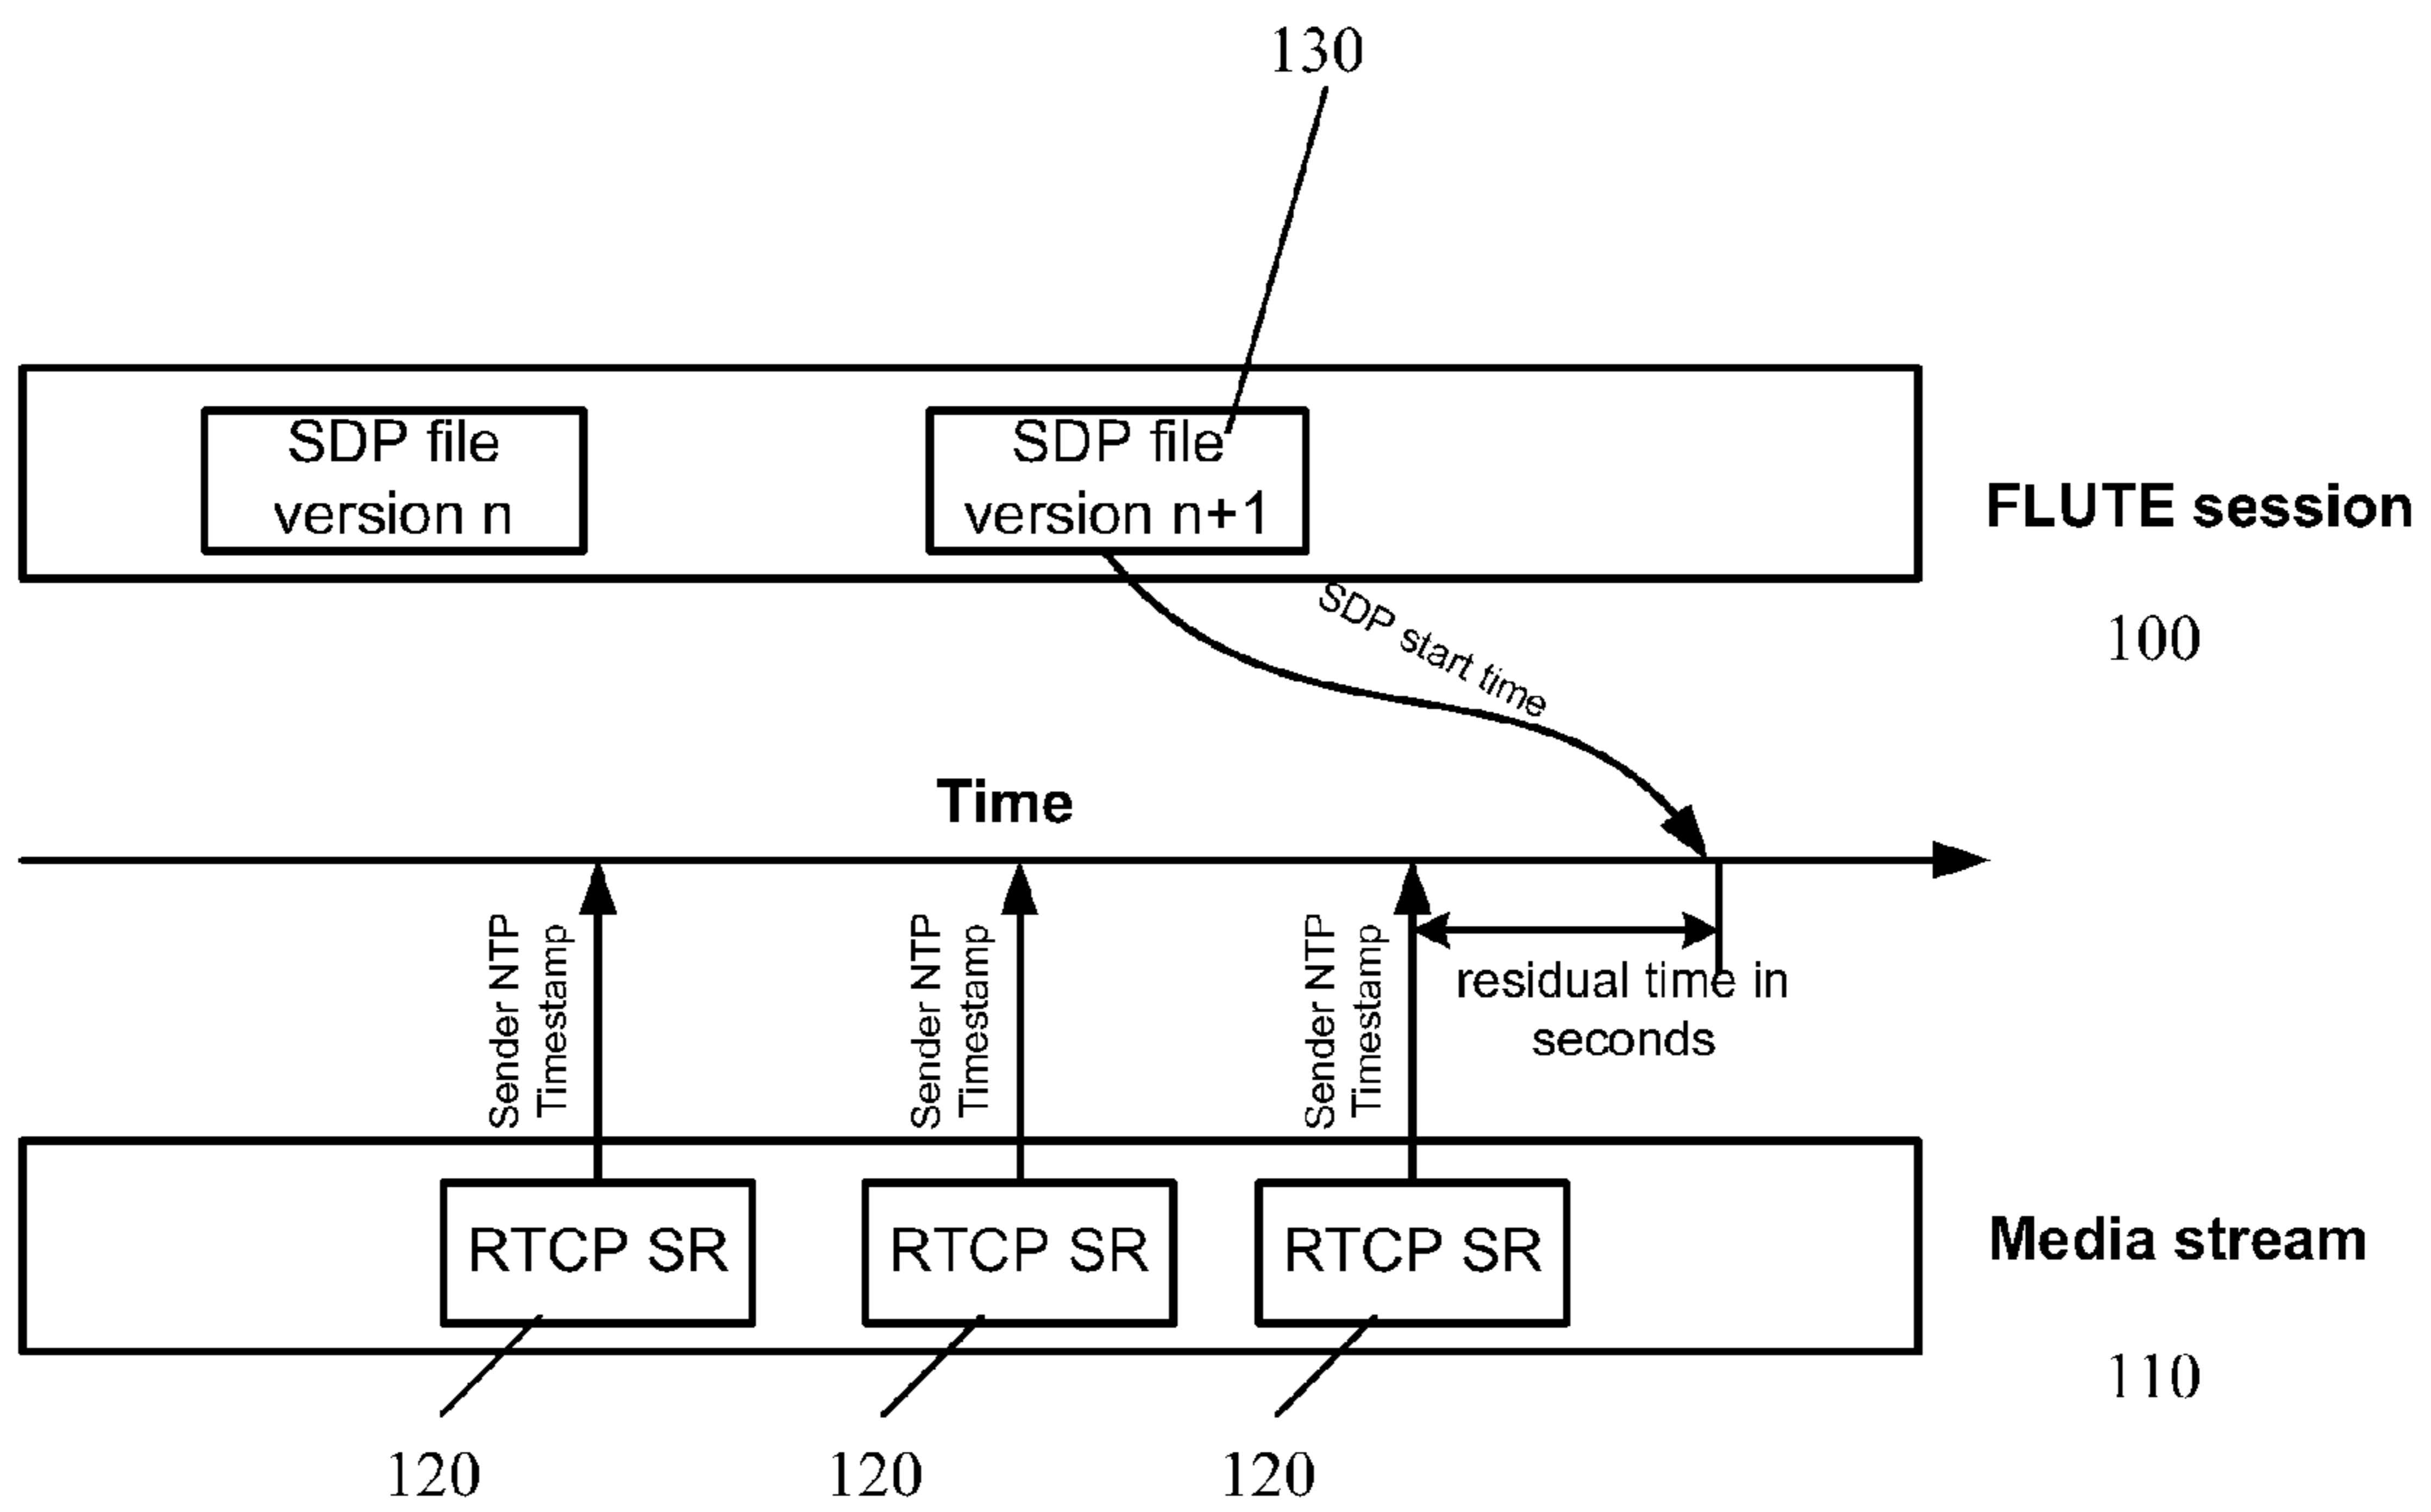 130
SDP file
version n
SDP file
version n+1
FLUTE session
100
SDP start time
Time
Sender NTP
Timestamp
Sender NTP
Timestamp
Sender NTP
Timestamp
residual time in
seconds
RTCP SR
RTCP SR
RTCP SR
Media stream
110
120
120
120